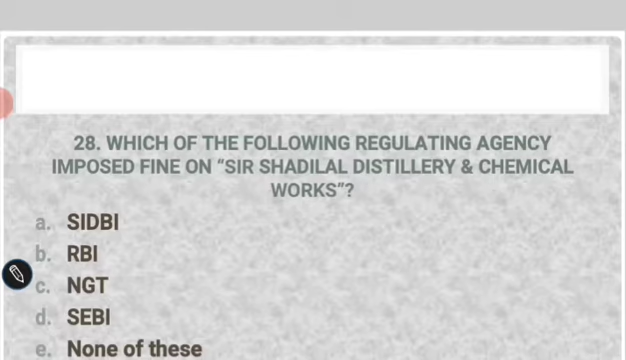 28. WHICH OF THE FOLLOWING REGULATING AGENCY
IMPOSED FINE ON “SIR SHADILAL DISTILLERY & CHEMICAL
WORKS”?
a. SIDBI
b. RBI
c. NGT
d. SEBI
e. None of these